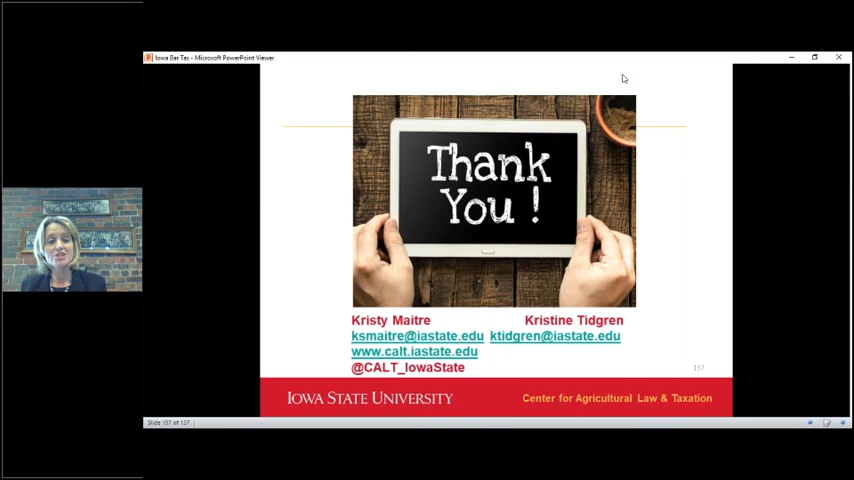 Iowa Bar Tax - Microsoft PowerPoint Viewer
Thank
You !
Kristy Maitre Kristine Tidgren
ksmaitre@iastate.edu ktidgren@iastate.edu
www.calt.iastate.edu
@CALT_IowaState
157
IOWA STATE UNIVERSITY Center for Agricultural Law & Taxation
Slide 157 of 157